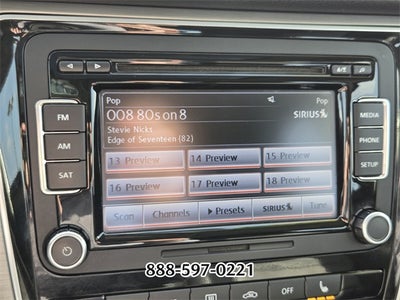 Pop Pop
008 80s on 8 SIRIUS
Stevie Nicks
Edge of Seventeen (82)
13 Preview 14 Preview 15 Preview
16 Preview 17 Preview 18 Preview
Scan Channels Presets SIRIUS Tune
FM
AM
SAT
MEDIA
PHONE
SETUP
OFF
888-597-0221